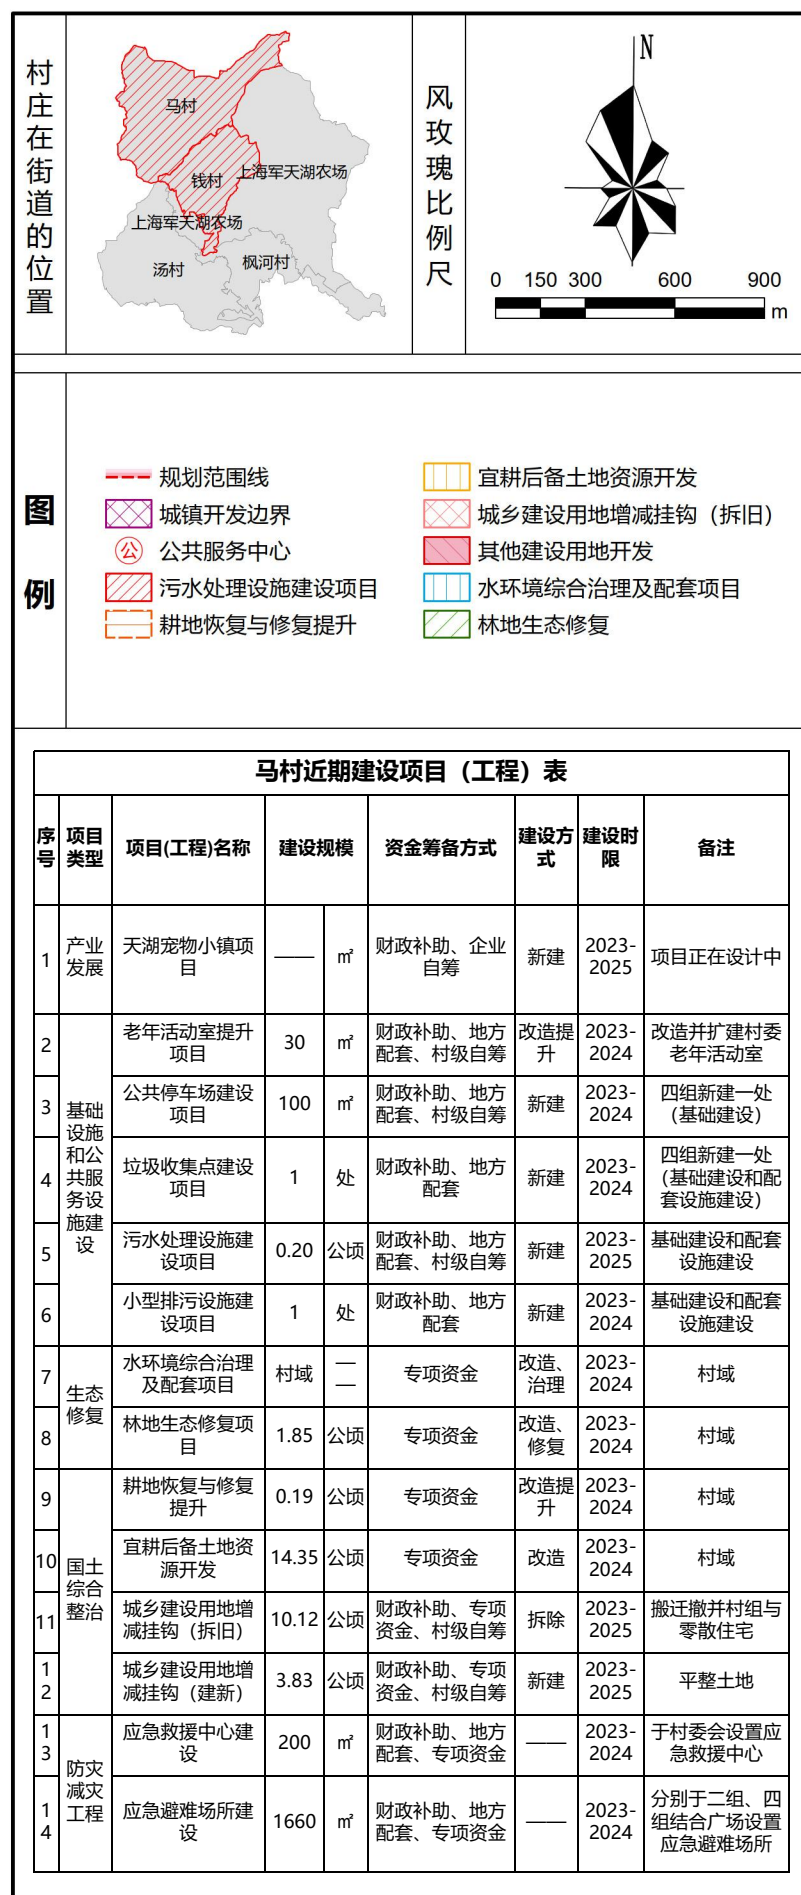 村庄在街道的位置
马村
钱村
上海军天湖农场
上海军天湖农场
汤村
枫河村
风玫瑰比例尺
N
0 150 300 600 900
m
图例
规划范围线
宜耕后备土地资源开发
城镇开发边界
城乡建设用地增减挂钩（拆旧）
公
公共服务中心
其他建设用地开发
污水处理设施建设项目
水环境综合治理及配套项目
耕地恢复与修复提升
林地生态修复
马村近期建设项目（工程）表
序号 项目类型 项目(工程)名称 建设规模 资金筹备方式 建设方式 建设时限 备注
1 产业发展 天湖宠物小镇项目 —— ㎡ 财政补助、企业自筹 新建 2023-2025 项目正在设计中
2 基础设施和公共服务设施建设 老年活动室提升项目 30 ㎡ 财政补助、地方配套、村级自筹 改造提升 2023-2024 改造并扩建村委老年活动室
3 公共停车场建设项目 100 ㎡ 财政补助、地方配套、村级自筹 新建 2023-2024 四组新建一处（基础建设）
4 垃圾收集点建设项目 1 处 财政补助、地方配套 新建 2023-2024 四组新建一处（基础建设和配套设施建设）
5 污水处理设施建设项目 0.20 公顷 财政补助、地方配套、村级自筹 新建 2023-2025 基础建设和配套设施建设
6 小型排污设施建设项目 1 处 财政补助、地方配套 新建 2023-2024 基础建设和配套设施建设
7 生态修复 水环境综合治理及配套项目 村域 —— 专项资金 改造、治理 2023-2024 村域
8 林地生态修复项目 1.85 公顷 专项资金 改造、修复 2023-2024 村域
9 国土综合整治 耕地恢复与修复提升 0.19 公顷 专项资金 改造提升 2023-2024 村域
10 宜耕后备土地资源开发 14.35 公顷 专项资金 改造 2023-2024 村域
11 城乡建设用地增减挂钩（拆旧） 10.12 公顷 财政补助、专项资金、村级自筹 拆除 2023-2025 搬迁撤并村组与零散住宅
12 城乡建设用地增减挂钩（建新） 3.83 公顷 财政补助、专项资金、村级自筹 新建 2023-2025 平整土地
13 防灾减灾工程 应急救援中心建设 200 ㎡ 财政补助、地方配套、专项资金 —— 2023-2024 于村委会设置应急救援中心
14 应急避难场所建设 1660 ㎡ 财政补助、地方配套、专项资金 —— 2023-2024 分别于二组、四组结合广场设置应急避难场所